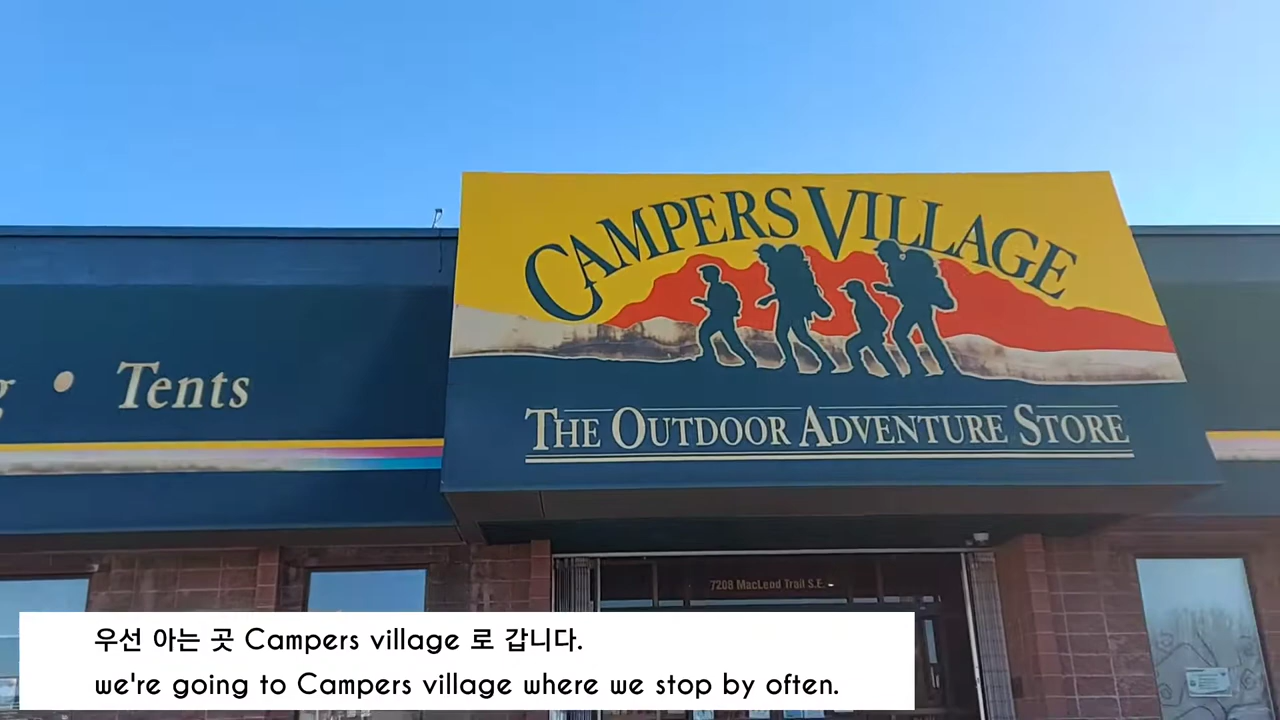 CAMPERS VILLAGE
• Tents
THE OUTDOOR ADVENTURE STORE
7208 MacLeod Trail S.E.
우선 아는 곳 Campers village 로 갑니다.
we're going to Campers village where we stop by often.